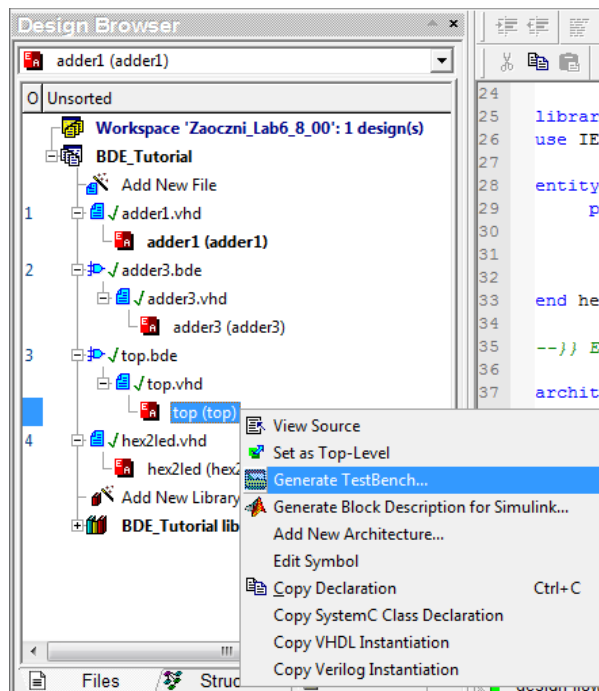 Design Browser
adder1 (adder1)
O Unsorted
Workspace 'Zaoczni_Lab6_8_00': 1 design(s)
BDE_Tutorial
Add New File
1 adder1.vhd
adder1 (adder1)
2 adder3.bde
adder3.vhd
adder3 (adder3)
3 top.bde
top.vhd
top (top)
4 hex2led.vhd
hex2led (hex2
Add New Library
BDE_Tutorial lib
Files
Struc
24
25 librar
26 use IE
27
28 entity
29 p
30
31
32
33 end he
34
35 --}} E
36
37 archit
View Source
Set as Top-Level
Generate TestBench...
Generate Block Description for Simulink...
Add New Architecture...
Edit Symbol
Copy Declaration Ctrl+C
Copy SystemC Class Declaration
Copy VHDL Instantiation
Copy Verilog Instantiation